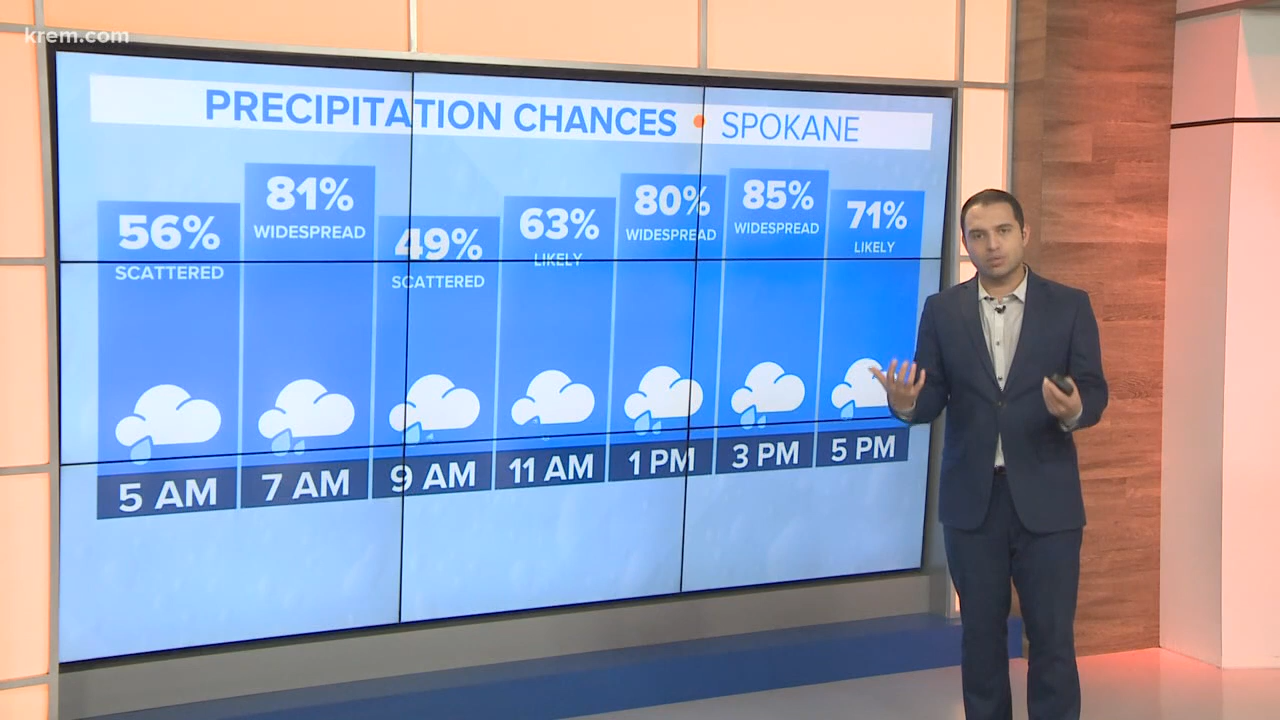 krem.com
PRECIPITATION CHANCES • SPOKANE
56%
SCATTERED
81%
WIDESPREAD
49%
SCATTERED
63%
LIKELY
80%
WIDESPREAD
85%
WIDESPREAD
71%
LIKELY
5 AM
7 AM
9 AM
11 AM
1 PM
3 PM
5 PM